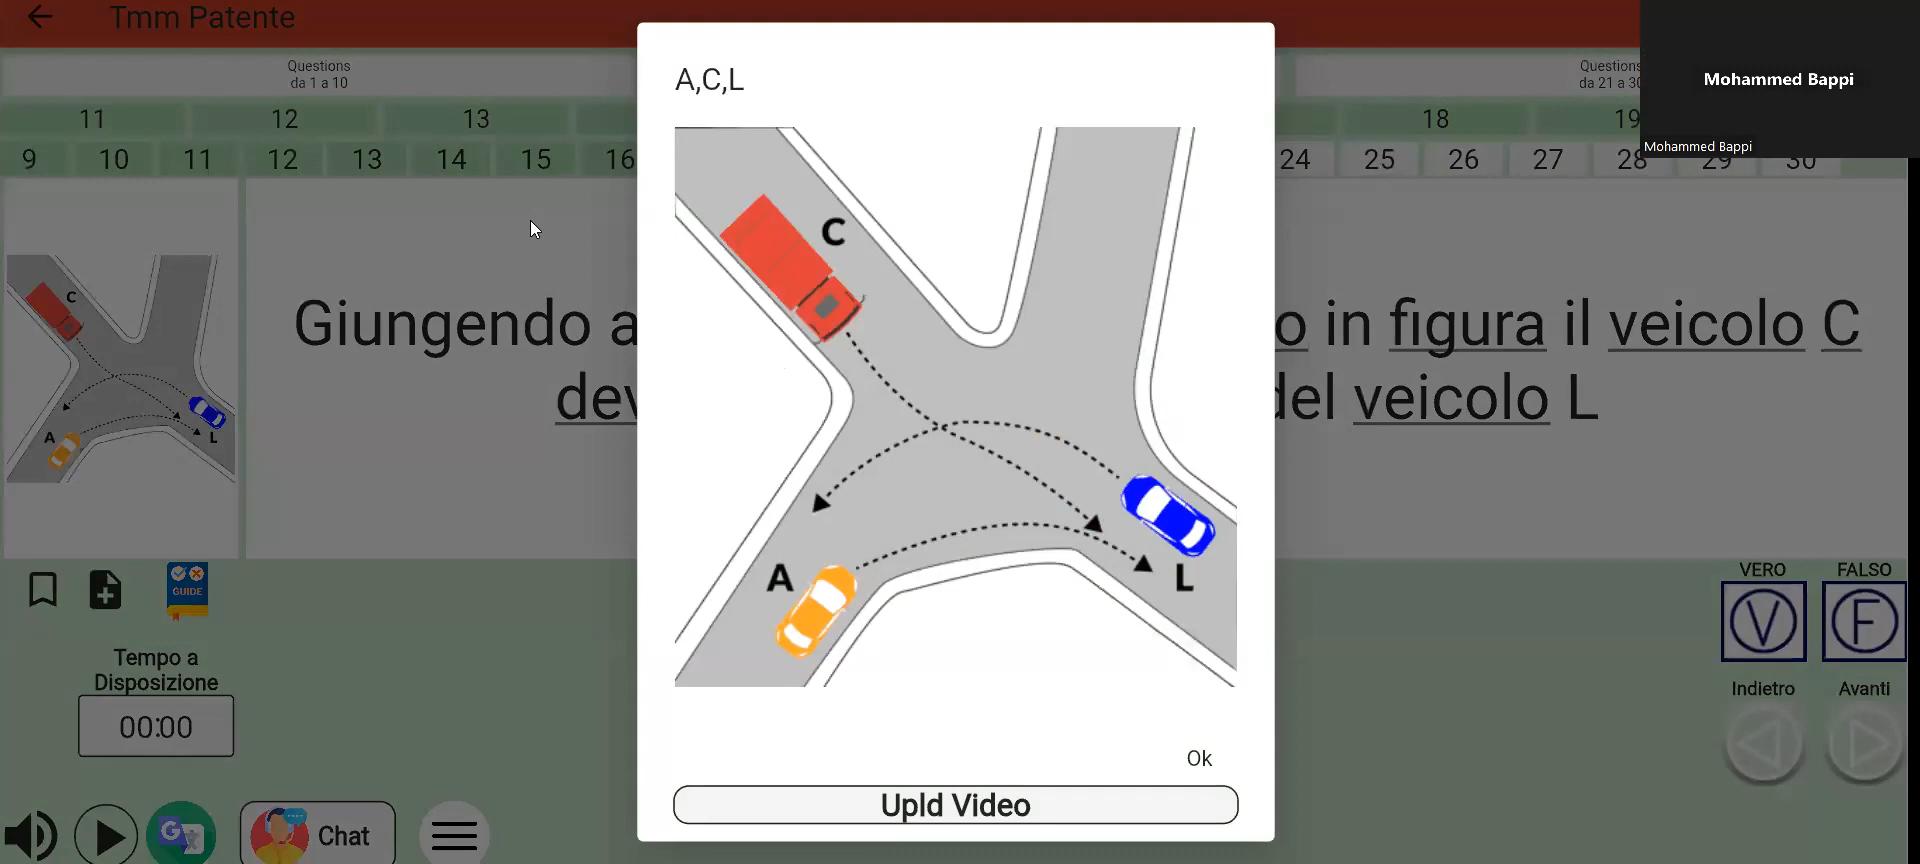 Tmm Patente
Questions
da 1 a 10
Questions
da 21 a 30
11 12 13 18 19
9 10 11 12 13 14 15 16 24 25 26 27 28 29 30
Mohammed Bappi
Mohammed Bappi
A,C,L
C
A
L
C
A
L
Giungendo a
o in figura il veicolo C
dev
del veicolo L
GUIDE
Tempo a
Disposizione
00:00
VERO FALSO
V F
Indietro Avanti
Ok
Upld Video
Chat